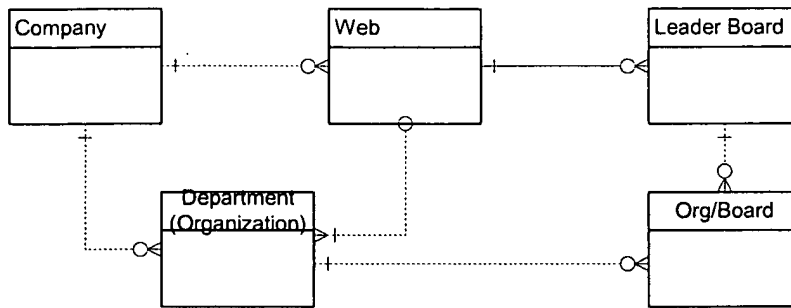 Company
Web
Leader Board
Department
(Organization)
Org/Board